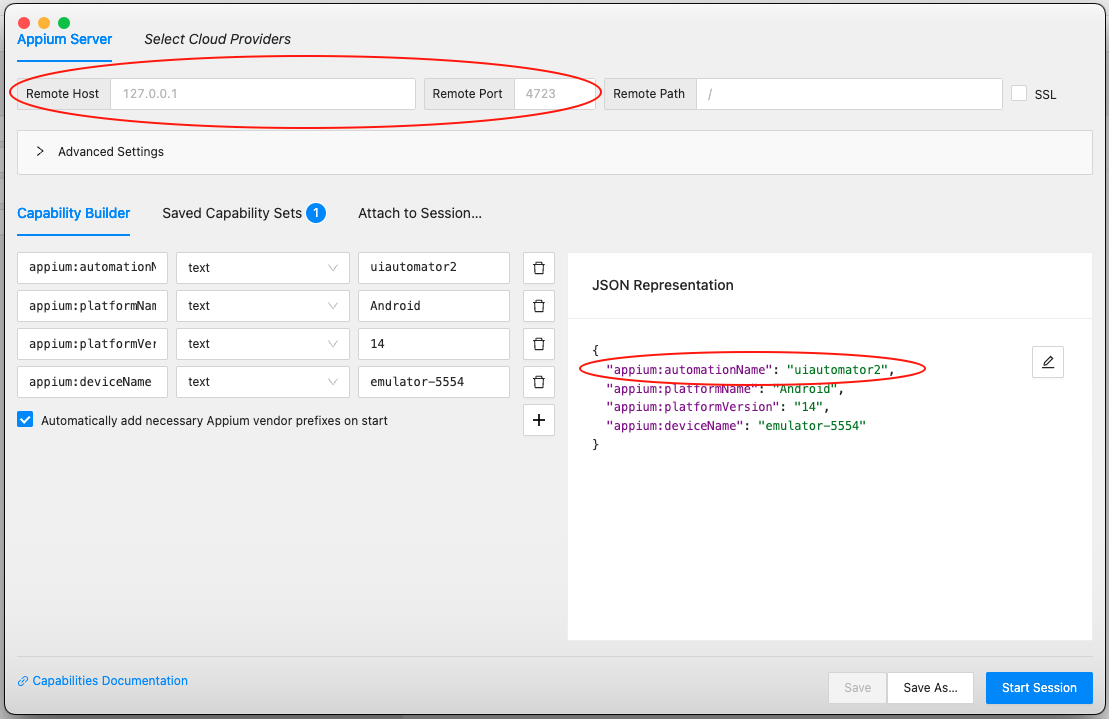 Appium Server Select Cloud Providers
Remote Host 127.0.0.1 Remote Port 4723 Remote Path / SSL
Advanced Settings
Capability Builder Saved Capability Sets 1 Attach to Session...
appium:automationN text uiautomator2
appium:platformNam text Android
appium:platformVer text 14
appium:deviceName text emulator-5554
Automatically add necessary Appium vendor prefixes on start
JSON Representation
{
"appium:automationName": "uiautomator2",
"appium:platformName": "Android",
"appium:platformVersion": "14",
"appium:deviceName": "emulator-5554"
}
Capabilities Documentation
Save Save As... Start Session